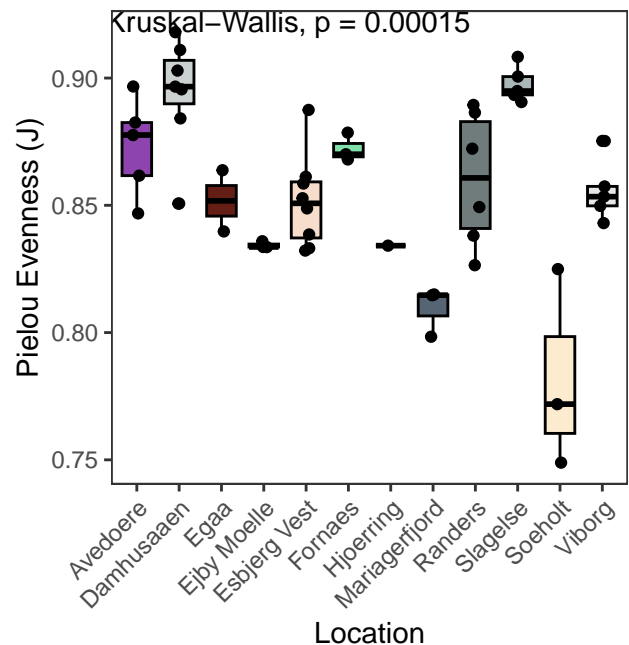 Kruskal–Wallis, p = 0.00015
0.90
0.85
0.80
0.75
Pielou Evenness (J)
Avedoere
Damhusaaen
Egaa
Ejby Moelle
Esbjerg Vest
Fornaes
Hjoerring
Mariagerfjord
Randers
Slagelse
Soeholt
Viborg
Location